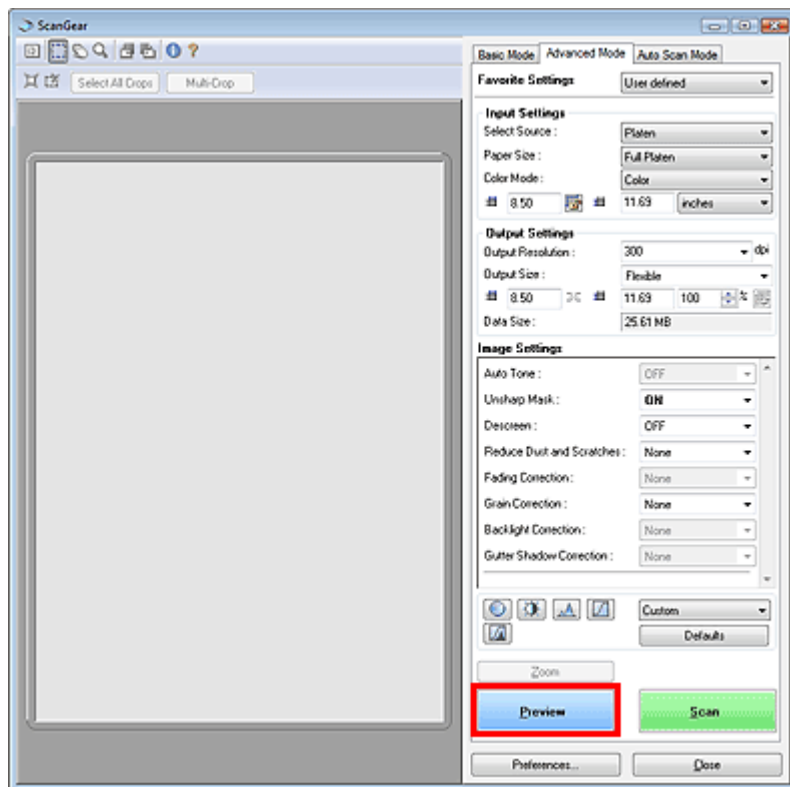 ScanGear
Select All Crops Multi-Crop
Basic Mode Advanced Mode Auto Scan Mode
Favorite Settings User defined
Input Settings
Select Source : Platen
Paper Size : Full Platen
Color Mode : Color
8.50 11.69 inches
Output Settings
Output Resolution : 300 dpi
Output Size : Flexible
8.50 11.69 100 %
Data Size : 25.61 MB
Image Settings
Auto Tone : OFF
Unsharp Mask : ON
Descreen : OFF
Reduce Dust and Scratches : None
Fading Correction : None
Grain Correction : None
Backlight Correction : None
Gutter Shadow Correction : None
Custom
Defaults
Zoom
Preview Scan
Preferences... Close